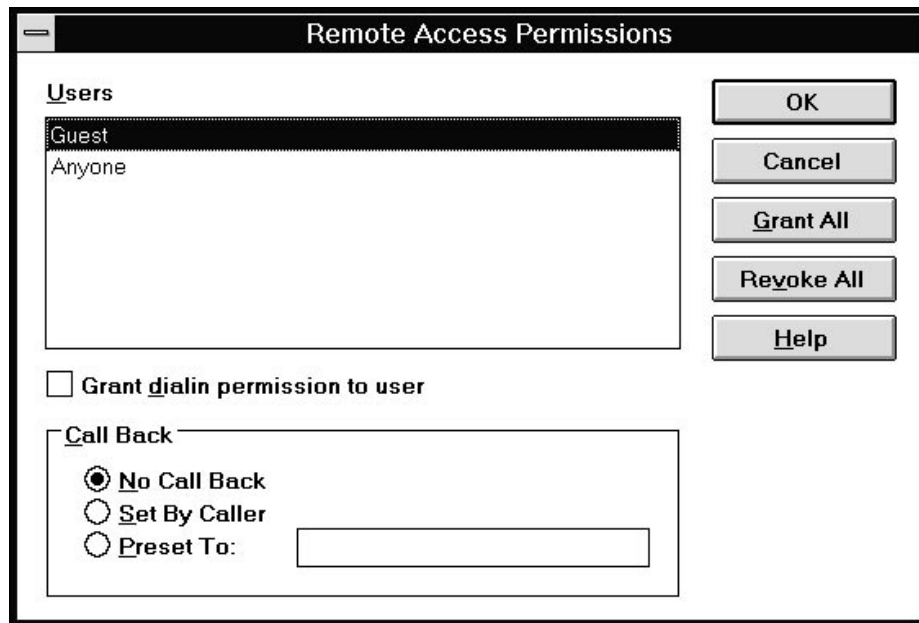 Remote Access Permissions
Users
Guest
Anyone
OK
Cancel
Grant All
Revoke All
Help
Grant dialin permission to user
Call Back
No Call Back
Set By Caller
Preset To: